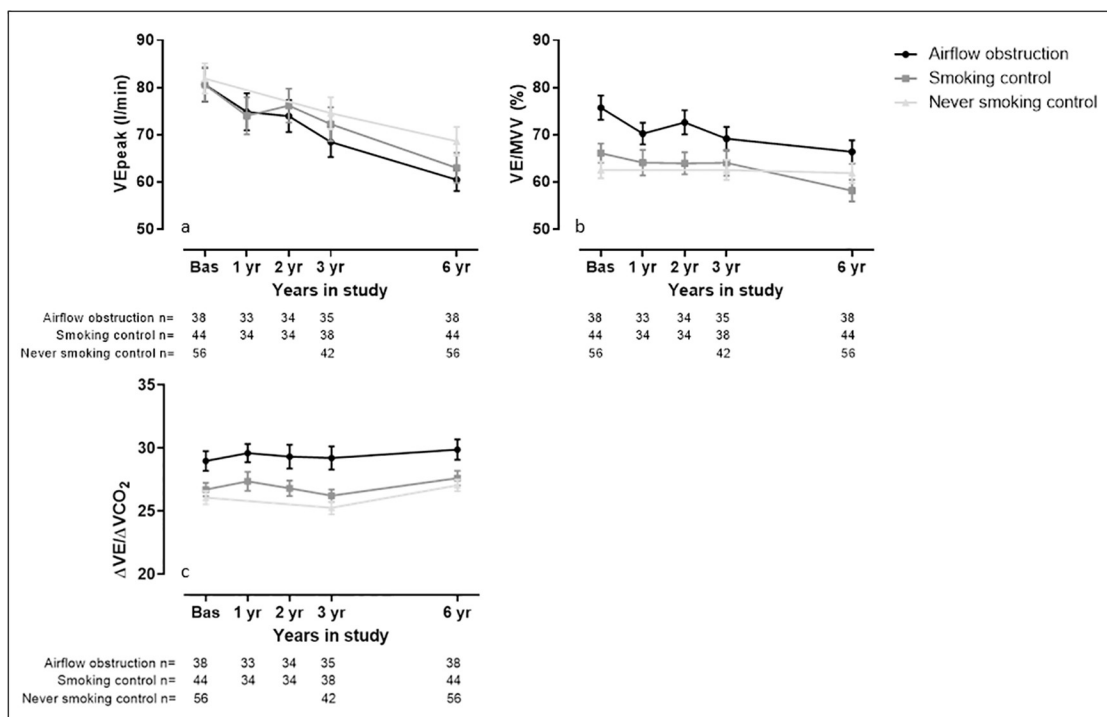 90
80
70
60
50
VEpeak (l/min)
a
Bas 1 yr 2 yr 3 yr 6 yr
Years in study
Airflow obstruction n= 38 33 34 35 38
Smoking control n= 44 34 34 38 44
Never smoking control n= 56 42 56
90
80
70
60
50
VE/MVV (%)
b
Bas 1 yr 2 yr 3 yr 6 yr
Years in study
38 33 34 35 38
44 34 34 38 44
56 42 56
Airflow obstruction
Smoking control
Never smoking control
35
30
25
20
ΔVE/ΔVCO₂
c
Bas 1 yr 2 yr 3 yr 6 yr
Years in study
Airflow obstruction n= 38 33 34 35 38
Smoking control n= 44 34 34 38 44
Never smoking control n= 56 42 56